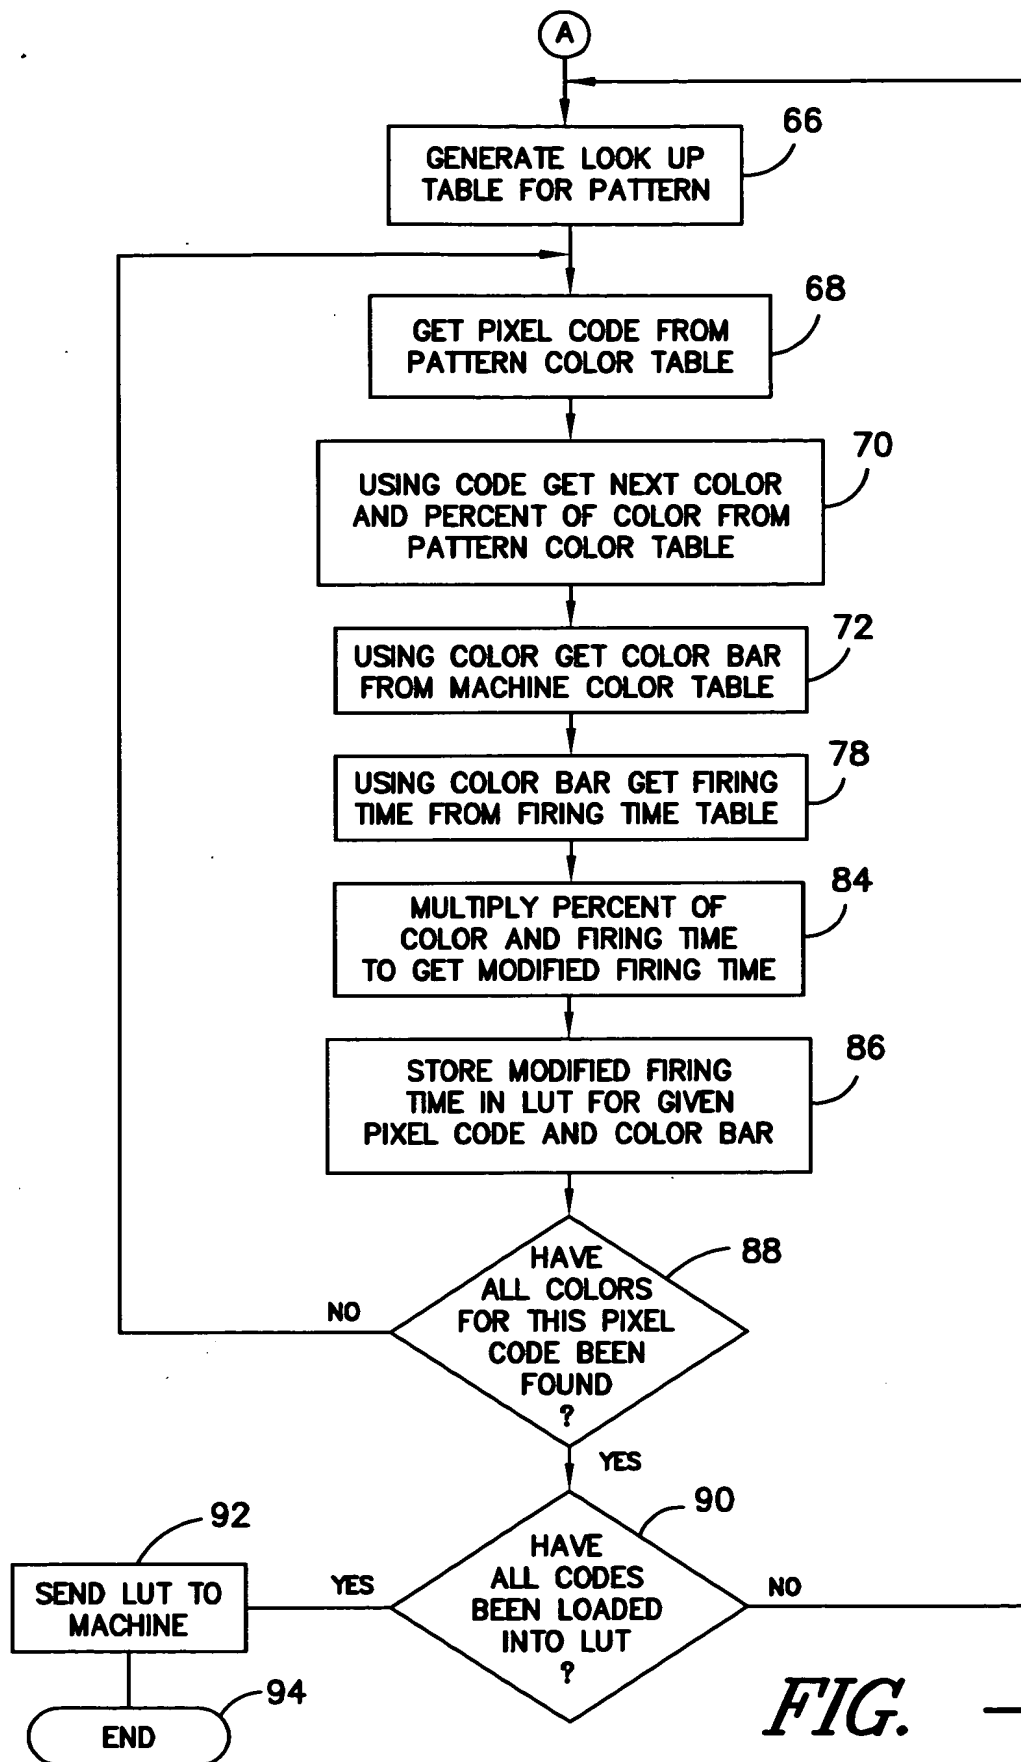 A
66
GENERATE LOOK UP
TABLE FOR PATTERN
68
GET PIXEL CODE FROM
PATTERN COLOR TABLE
70
USING CODE GET NEXT COLOR
AND PERCENT OF COLOR FROM
PATTERN COLOR TABLE
72
USING COLOR GET COLOR BAR
FROM MACHINE COLOR TABLE
78
USING COLOR BAR GET FIRING
TIME FROM FIRING TIME TABLE
84
MULTIPLY PERCENT OF
COLOR AND FIRING TIME
TO GET MODIFIED FIRING TIME
86
STORE MODIFIED FIRING
TIME IN LUT FOR GIVEN
PIXEL CODE AND COLOR BAR
88
HAVE
ALL COLORS
FOR THIS PIXEL
CODE BEEN
FOUND
?
NO
YES
90
HAVE
ALL CODES
BEEN LOADED
INTO LUT
?
YES
NO
92
SEND LUT TO
MACHINE
94
END
FIG. –